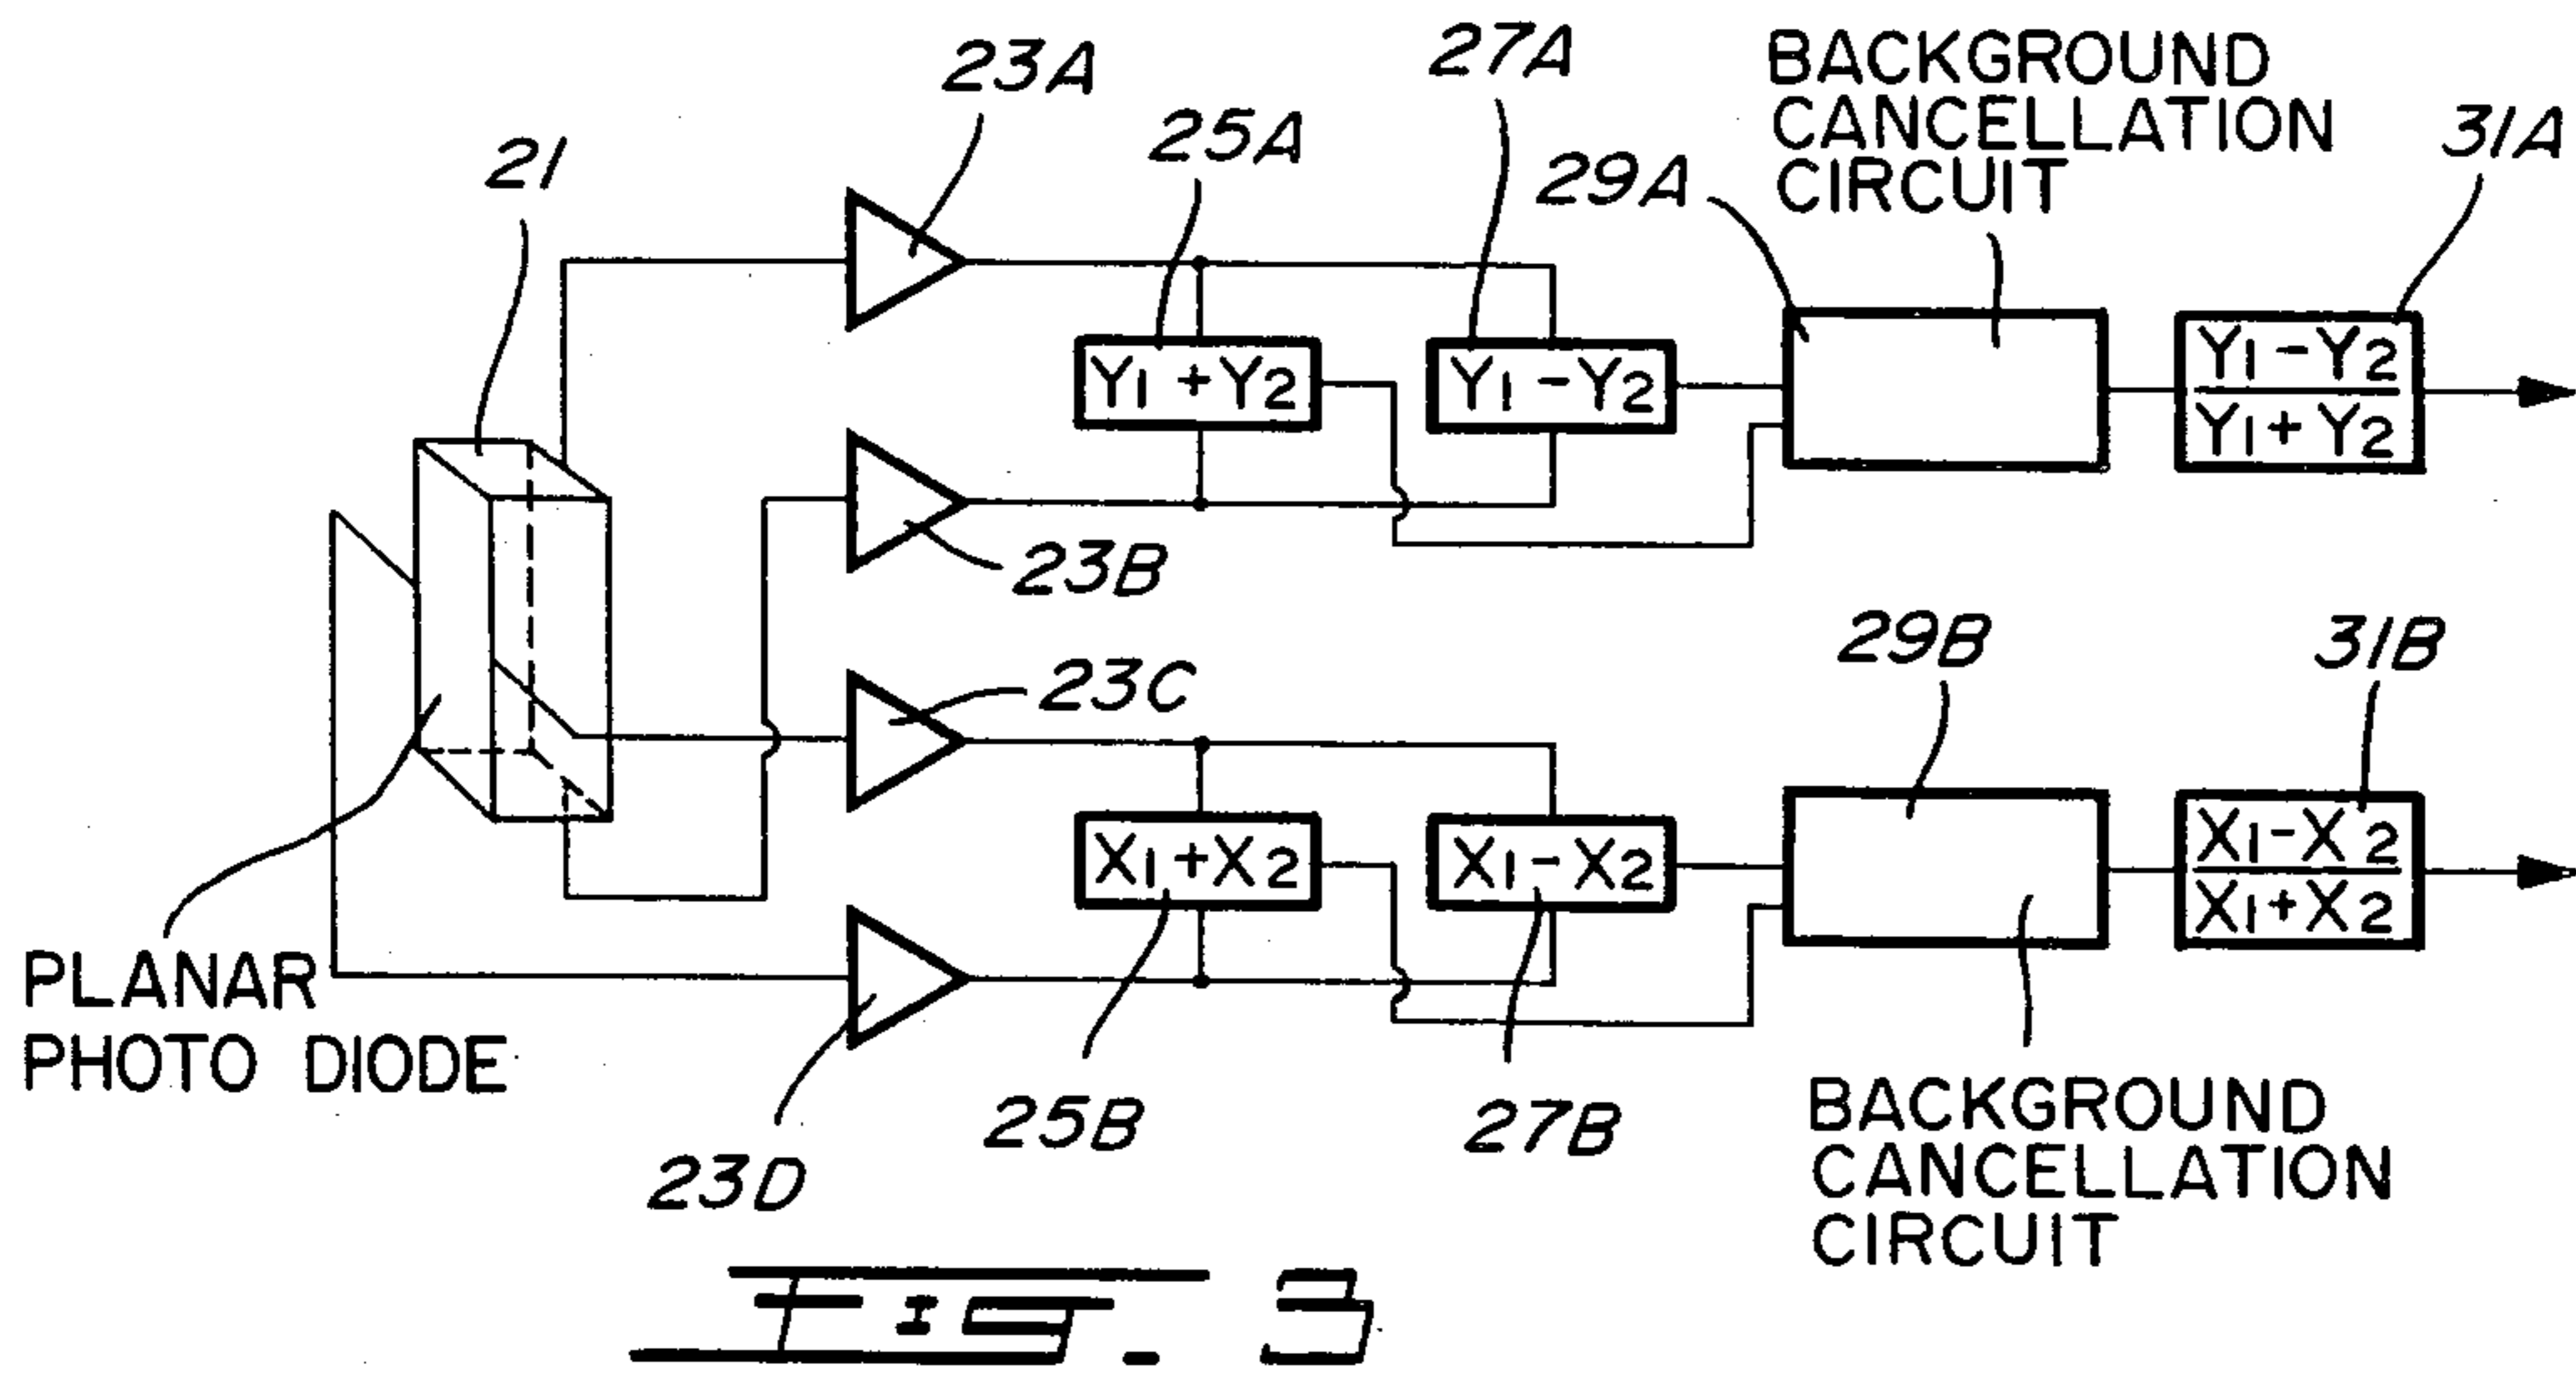 21
23A
25A
27A
29A
BACKGROUND
CANCELLATION
CIRCUIT
31A
Y1 + Y2
Y1 - Y2
Y1 - Y2
Y1 + Y2
23B
23C
29B
31B
X1 + X2
X1 - X2
X1 - X2
X1 + X2
PLANAR
PHOTO DIODE
23D
25B
27B
BACKGROUND
CANCELLATION
CIRCUIT
FIG. 3